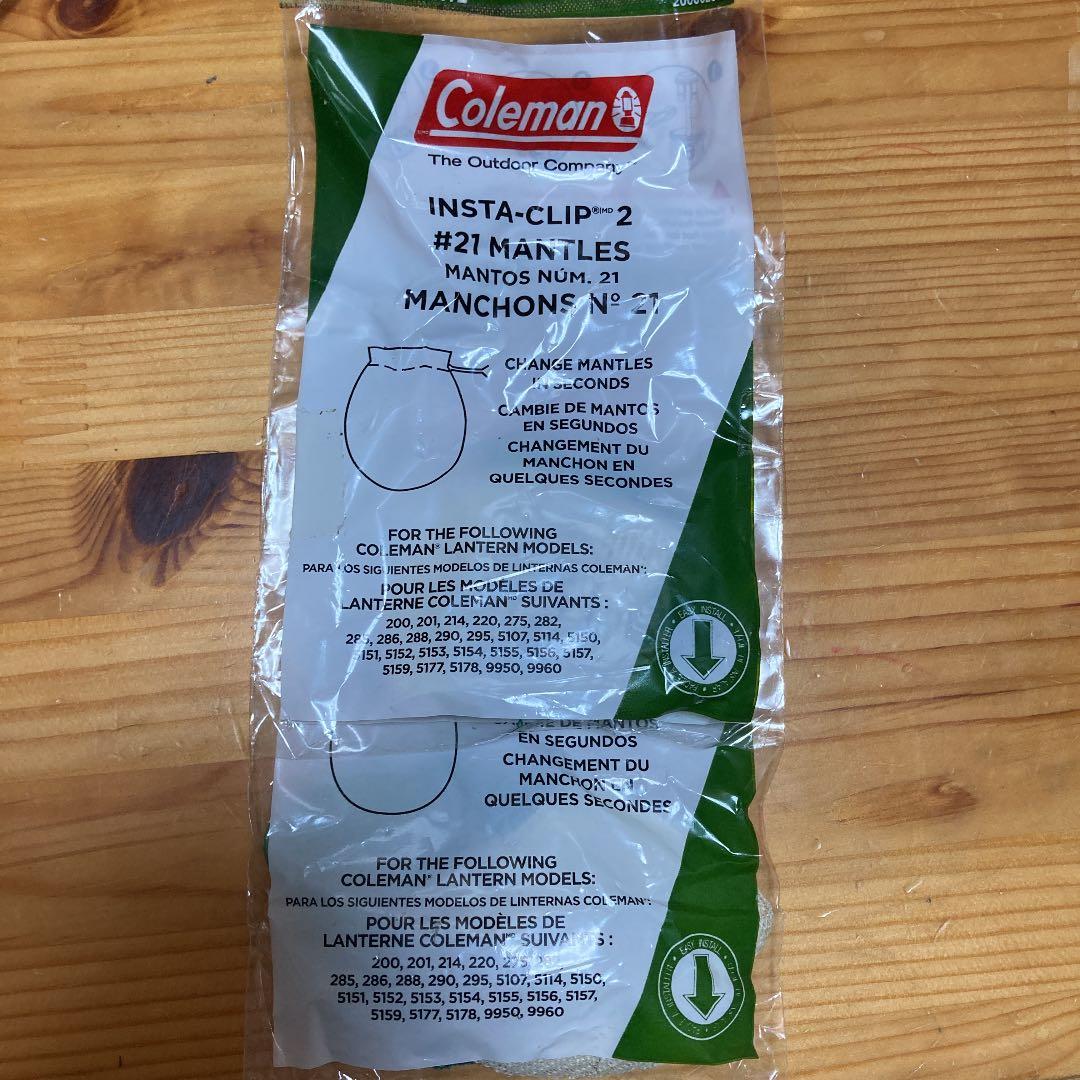 Coleman
The Outdoor Company
INSTA-CLIP®MD 2
#21 MANTLES
MANTOS NÚM. 21
MANCHONS Nº 21
CHANGE MANTLES
IN SECONDS
CAMBIE DE MANTOS
EN SEGUNDOS
CHANGEMENT DU
MANCHON EN
QUELQUES SECONDES
FOR THE FOLLOWING
COLEMAN® LANTERN MODELS:
PARA LOS SIGUIENTES MODELOS DE LINTERNAS COLEMAN®:
POUR LES MODÈLES DE
LANTERNE COLEMANMD SUIVANTS :
200, 201, 214, 220, 275, 282,
285, 286, 288, 290, 295, 5107, 5114, 5150,
5151, 5152, 5153, 5154, 5155, 5156, 5157,
5159, 5177, 5178, 9950, 9960
EASY INSTALL
DE MANTOS
EN SEGUNDOS
CHANGEMENT DU
MANCHON EN
QUELQUES SECONDES
FOR THE FOLLOWING
COLEMAN® LANTERN MODELS:
PARA LOS SIGUIENTES MODELOS DE LINTERNAS COLEMAN®:
POUR LES MODÈLES DE
LANTERNE COLEMANMD SUIVANTS :
200, 201, 214, 220, 275,
285, 286, 288, 290, 295, 5107, 5114, 5150,
5151, 5152, 5153, 5154, 5155, 5156, 5157,
5159, 5177, 5178, 9950, 9960
EASY INSTALL